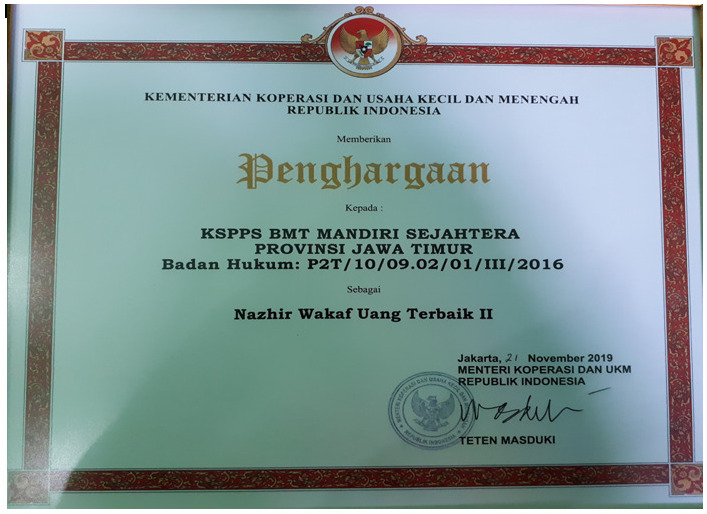 KEMENTERIAN KOPERASI DAN USAHA KECIL DAN MENENGAH
REPUBLIK INDONESIA
Memberikan
Penghargaan
Kepada :
KSPPS BMT MANDIRI SEJAHTERA
PROVINSI JAWA TIMUR
Badan Hukum: P2T/10/09.02/01/III/2016
Sebagai
Nazhir Wakaf Uang Terbaik II
Jakarta, 21 November 2019
MENTERI KOPERASI DAN UKM
REPUBLIK INDONESIA
TETEN MASDUKI